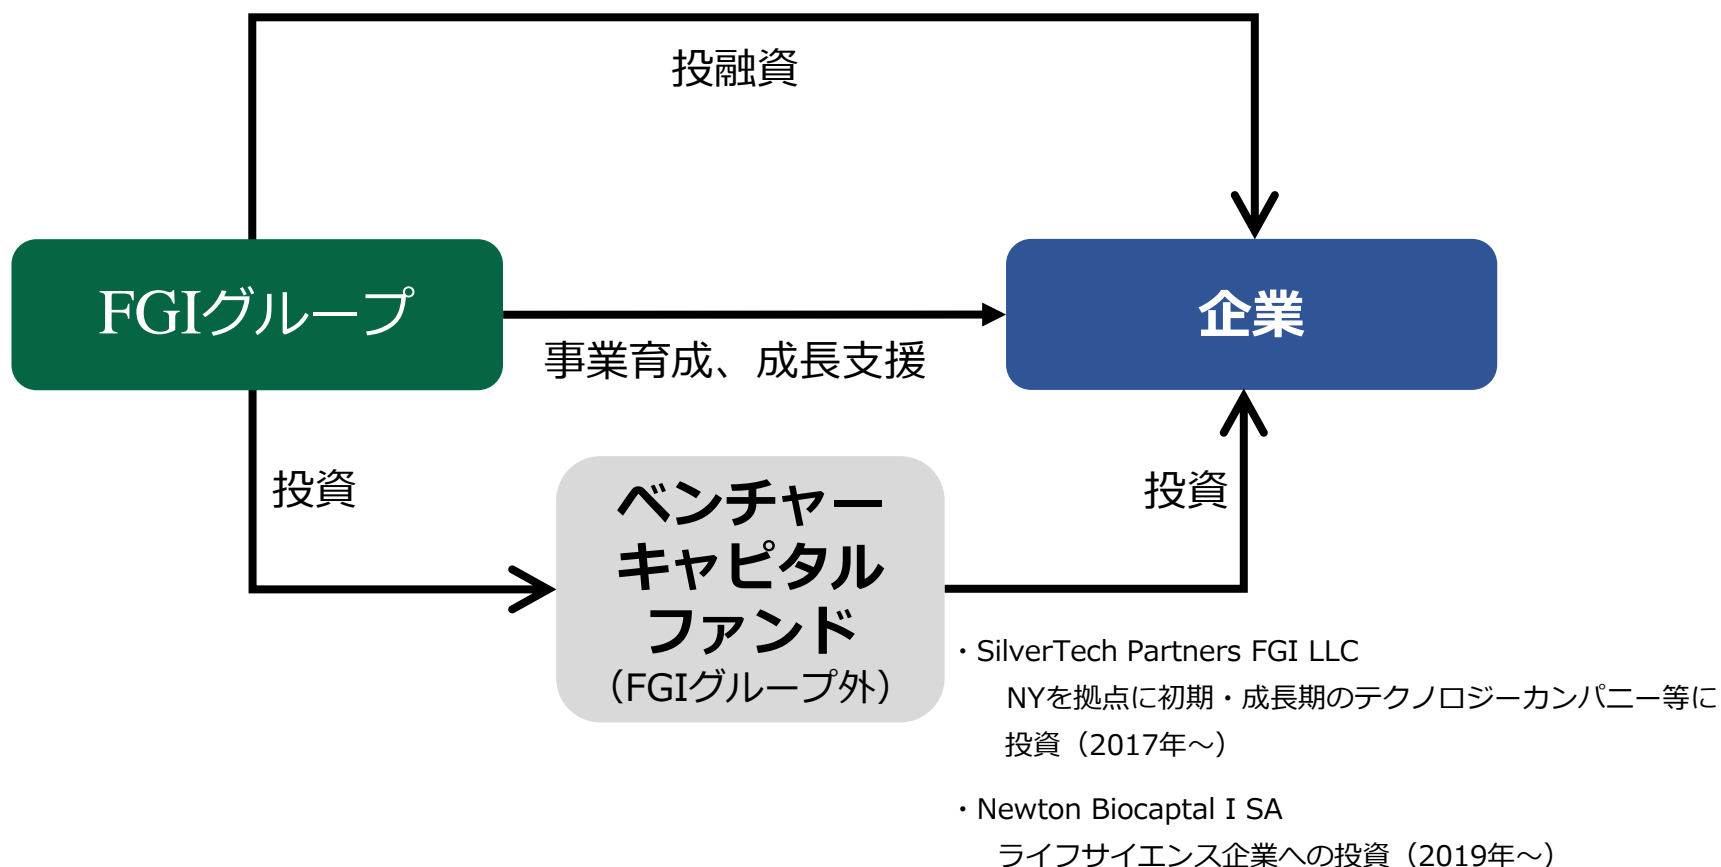 投融資
FGIグループ
企業
事業育成、成長支援
投資
ベンチャー
キャピタル
ファンド
（FGIグループ外）
投資
・SilverTech Partners FGI LLC
NYを拠点に初期・成長期のテクノロジーカンパニー等に
投資（2017年～）
・Newton Biocaptal I SA
ライフサイエンス企業への投資（2019年～）